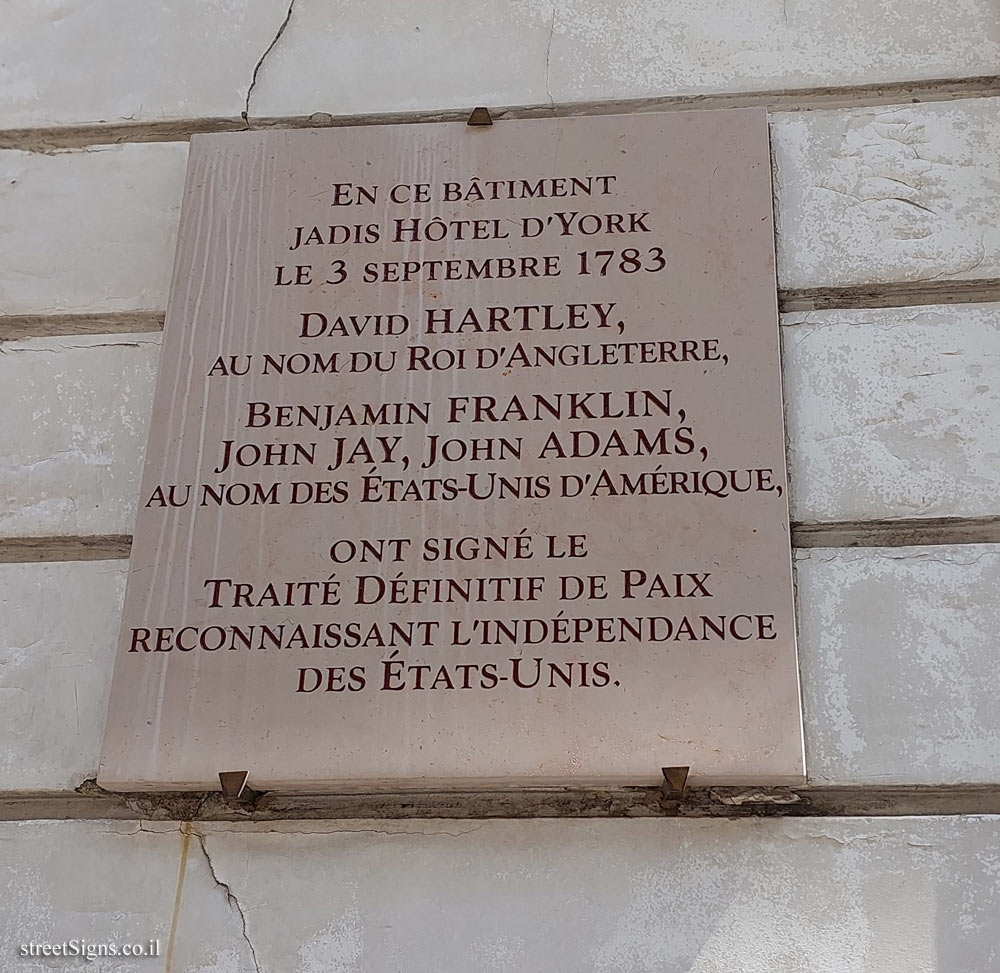 En ce bâtiment
jadis Hôtel d'York
le 3 septembre 1783
David HARTLEY,
au nom du Roi d'Angleterre,
Benjamin FRANKLIN,
John JAY, John ADAMS,
au nom des États-Unis d'Amérique,
ont signé le
Traité Définitif de Paix
reconnaissant l'indépendance
des États-Unis.
streetSigns.co.il